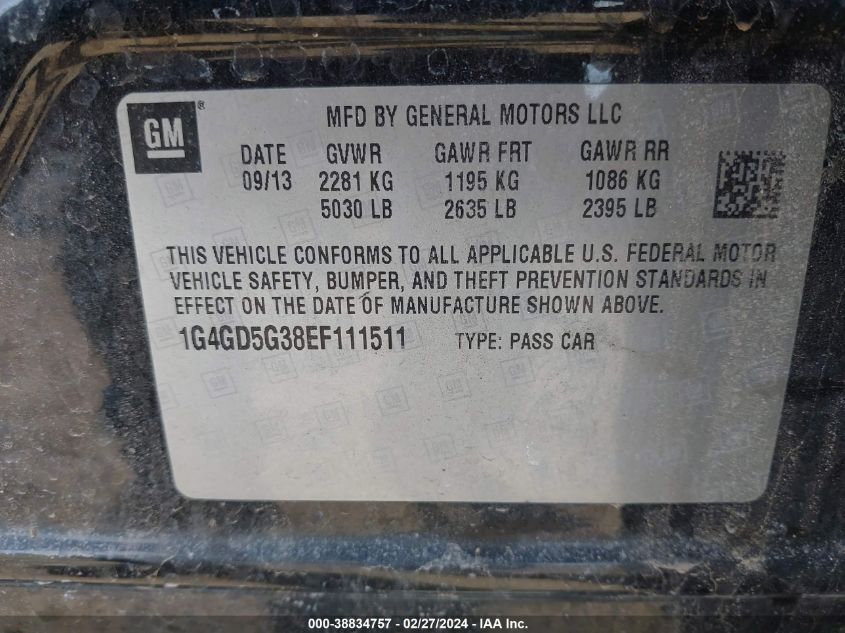 GM ®
MFD BY GENERAL MOTORS LLC
DATE GVWR GAWR FRT GAWR RR
09/13 2281 KG 1195 KG 1086 KG
5030 LB 2635 LB 2395 LB
THIS VEHICLE CONFORMS TO ALL APPLICABLE U.S. FEDERAL MOTOR
VEHICLE SAFETY, BUMPER, AND THEFT PREVENTION STANDARDS IN
EFFECT ON THE DATE OF MANUFACTURE SHOWN ABOVE.
1G4GD5G38EF111511 TYPE: PASS CAR
000-38834757 - 02/27/2024 - IAA Inc.